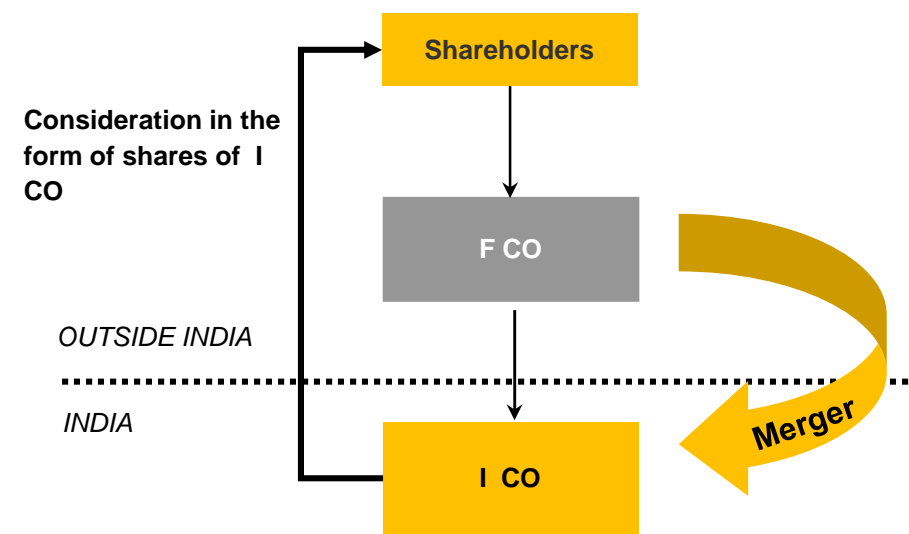 Shareholders
Consideration in the
form of shares of I
CO
F CO
OUTSIDE INDIA
INDIA
Merger
I CO